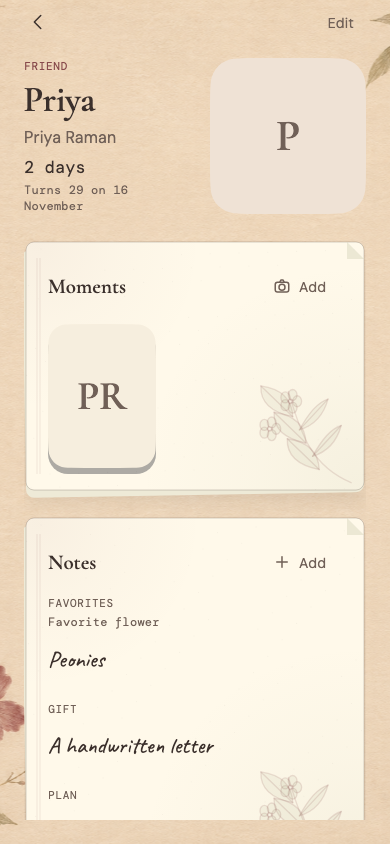 Edit
FRIEND
Priya
Priya Raman
2 days
Turns 29 on 16
November
P
Moments
Add
PR
Notes
Add
FAVORITES
Favorite flower
Peonies
GIFT
A handwritten letter
PLAN